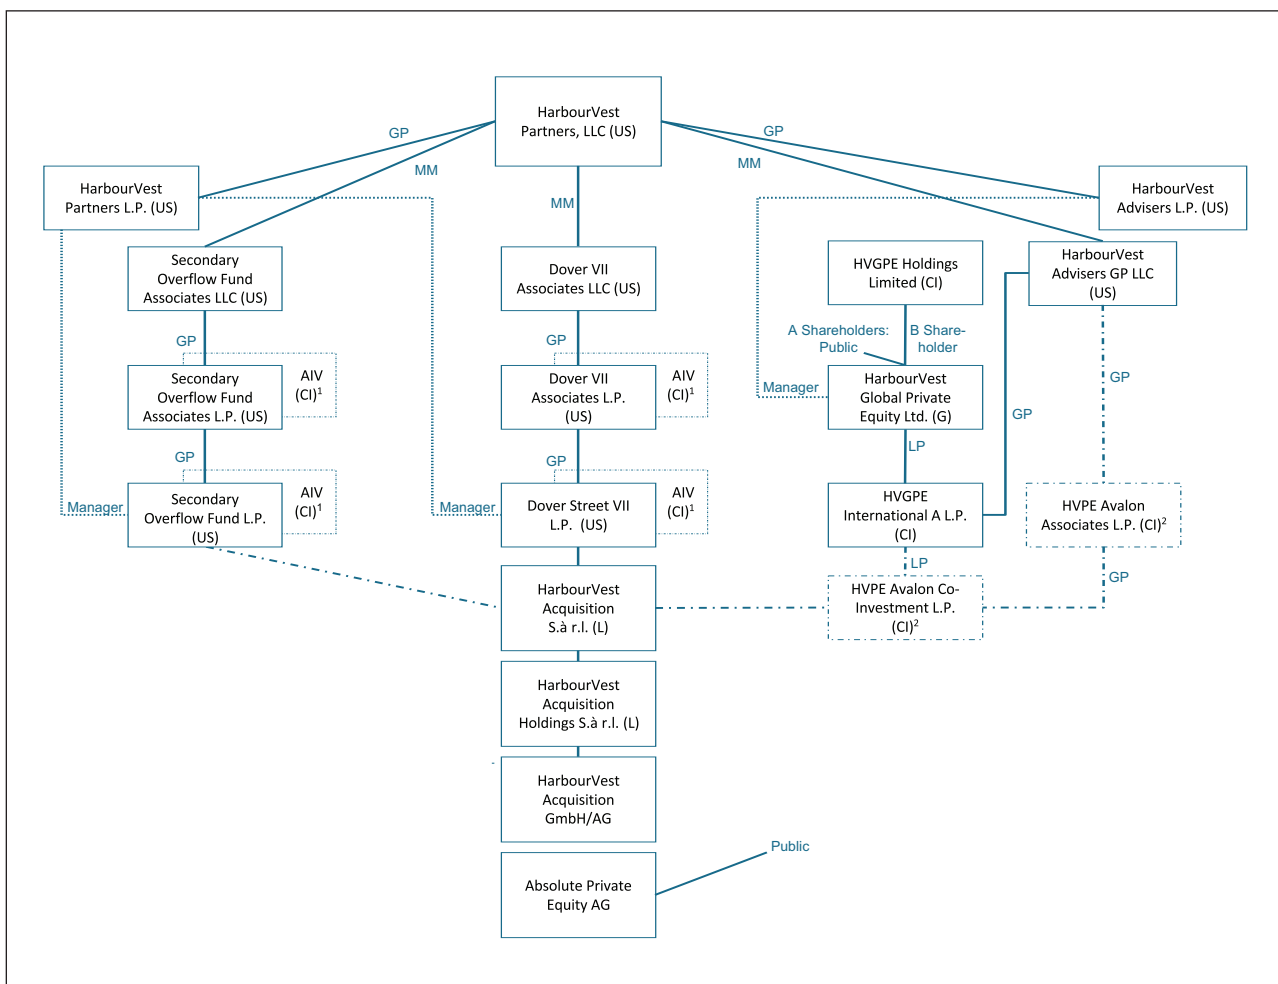 HarbourVest
Partners, LLC (US)
GP
GP
MM
MM
HarbourVest
Partners L.P. (US)
HarbourVest
Advisers L.P. (US)
MM
Secondary
Overflow Fund
Associates LLC (US)
Dover VII
Associates LLC (US)
HVGPE Holdings
Limited (CI)
HarbourVest
Advisers GP LLC
(US)
GP
GP
A Shareholders:
Public
B Share-
holder
Secondary
Overflow Fund
Associates L.P. (US)
AIV
(CI)1
Dover VII
Associates L.P.
(US)
AIV
(CI)1
Manager
HarbourVest
Global Private
Equity Ltd. (G)
GP
GP
GP
GP
LP
Manager
Secondary
Overflow Fund L.P.
(US)
AIV
(CI)1
Manager
Dover Street VII
L.P. (US)
AIV
(CI)1
HVGPE
International A L.P.
(CI)
HVPE Avalon
Associates L.P. (CI)2
LP
GP
HarbourVest
Acquisition
S.à r.l. (L)
HVPE Avalon Co-
Investment L.P.
(CI)2
HarbourVest
Acquisition
Holdings S.à r.l. (L)
HarbourVest
Acquisition
GmbH/AG
Public
Absolute Private
Equity AG